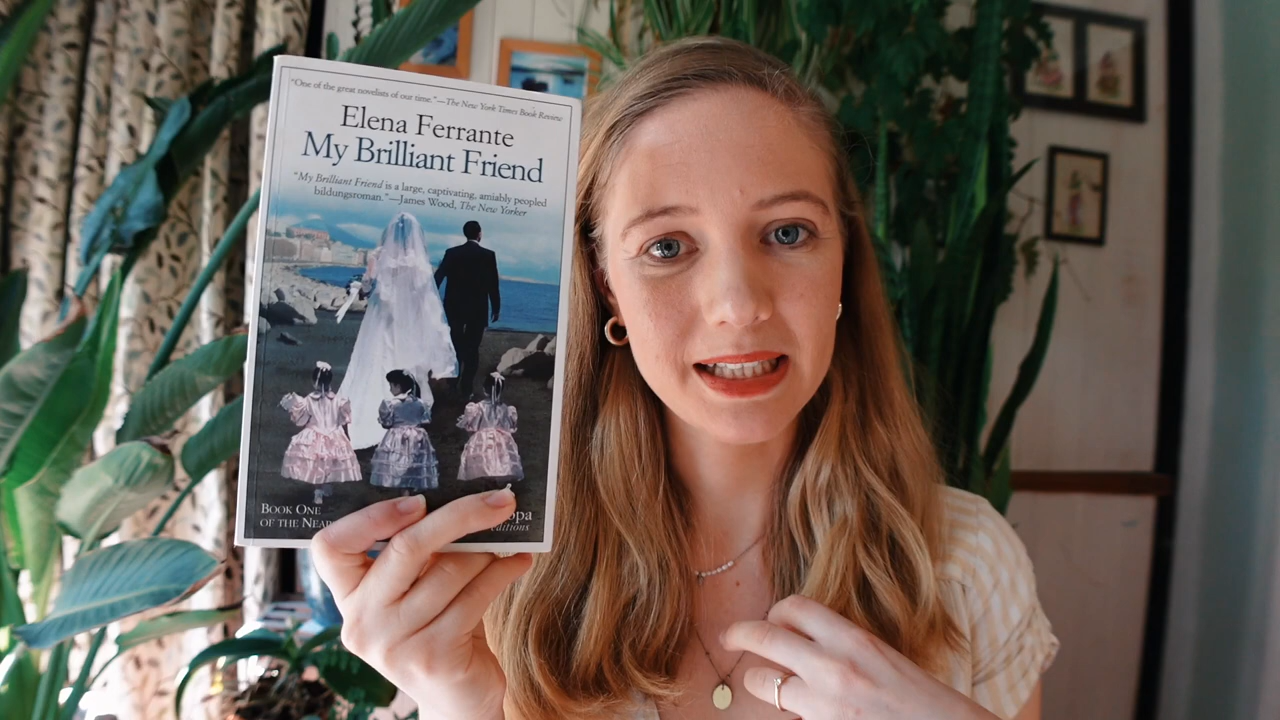 "One of the great novelists of our time."—The New York Times Book Review
Elena Ferrante
My Brilliant Friend
"My Brilliant Friend is a large, captivating, amiably peopled
bildungsroman."—James Wood, The New Yorker
BOOK ONE
OF THE
opa
editions